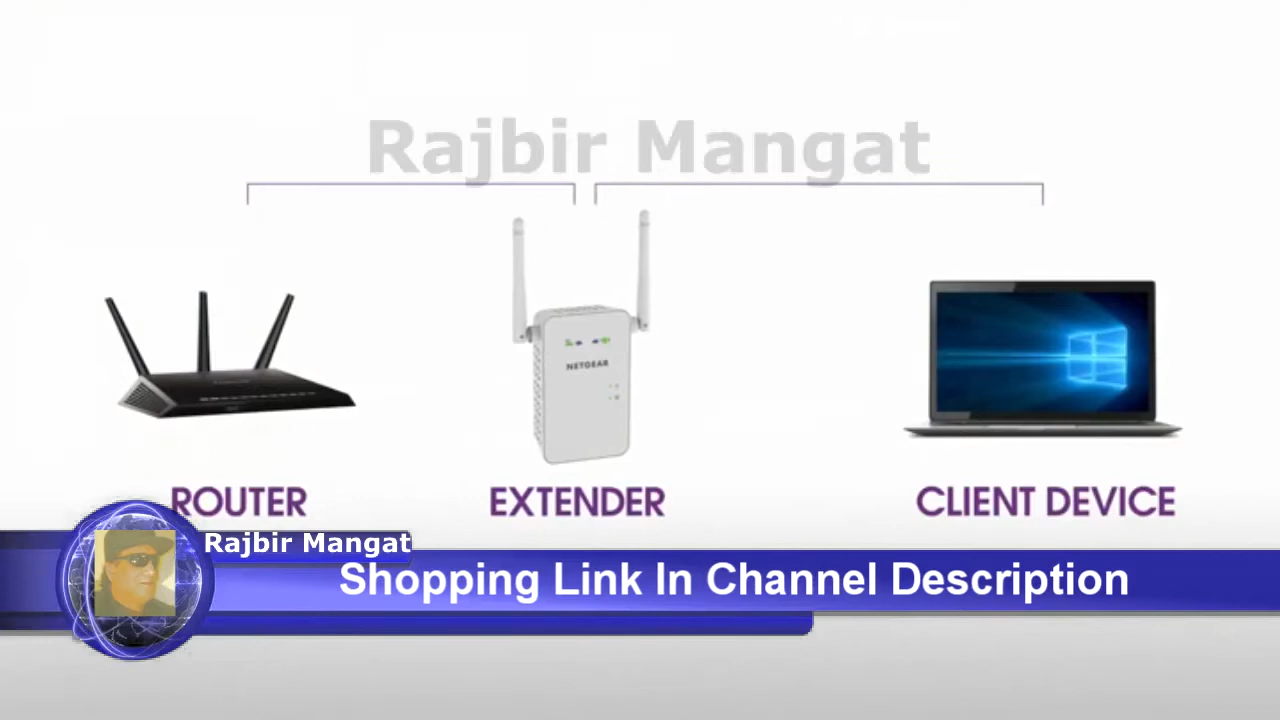 Rajbir Mangat
NETGEAR
ROUTER
EXTENDER
CLIENT DEVICE
Rajbir Mangat
Shopping Link In Channel Description